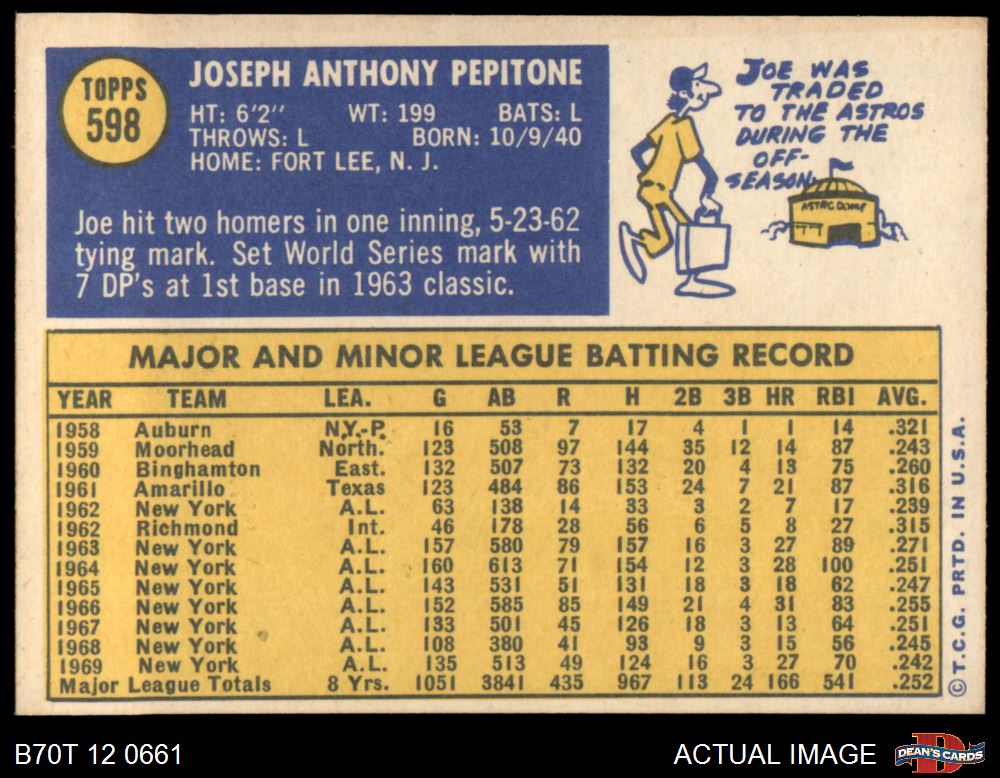 TOPPS
598
JOSEPH ANTHONY PEPITONE
HT: 6'2" WT: 199 BATS: L
THROWS: L BORN: 10/9/40
HOME: FORT LEE, N. J.
Joe hit two homers in one inning, 5-23-62
tying mark. Set World Series mark with
7 DP's at 1st base in 1963 classic.
JOE WAS
TRADED
TO THE ASTROS
DURING THE
OFF-
SEASON.
ASTRODOME
MAJOR AND MINOR LEAGUE BATTING RECORD
YEAR TEAM LEA. G AB R H 2B 3B HR RBI AVG.
1958 Auburn N.Y.-P. 16 53 7 17 4 1 1 14 .321
1959 Moorhead North. 123 508 97 144 35 12 14 87 .243
1960 Binghamton East. 132 507 73 132 20 4 13 75 .260
1961 Amarillo Texas 123 484 86 153 24 7 21 87 .316
1962 New York A.L. 63 138 14 33 3 2 7 17 .239
1962 Richmond Int. 46 178 28 56 6 5 8 27 .315
1963 New York A.L. 157 580 79 157 16 3 27 89 .271
1964 New York A.L. 160 613 71 154 12 3 28 100 .251
1965 New York A.L. 143 531 51 131 18 3 18 62 .247
1966 New York A.L. 152 585 85 149 21 4 31 83 .255
1967 New York A.L. 133 501 45 126 18 3 13 64 .251
1968 New York A.L. 108 380 41 93 9 3 15 56 .245
1969 New York A.L. 135 513 49 124 16 3 27 70 .242
Major League Totals 8 Yrs. 1051 3841 435 967 113 24 166 541 .252
© T.C.G. PRTD. IN U.S.A.
B70T 12 0661
ACTUAL IMAGE
DEAN'S CARDS